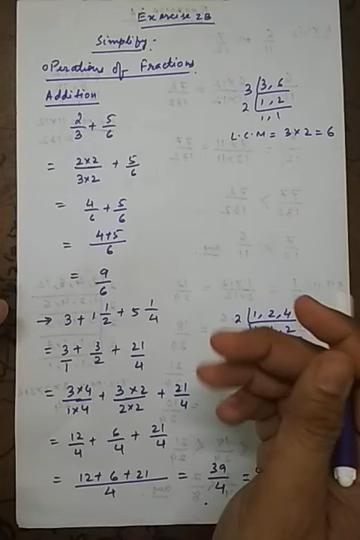 Exercise 2B
Simplify-
Operations of Fractions
Addition
2/3 + 5/6
= 2×2/3×2 + 5/6
= 4/6 + 5/6
= 4+5/6
= 9/6
3 | 3, 6
2 | 1, 2
1, 1
L.C.M = 3×2 = 6
→ 3 + 1 1/2 + 5 1/4
= 3/1 + 3/2 + 21/4
= 3×4/1×4 + 3×2/2×2 + 21/4
= 12/4 + 6/4 + 21/4
= 12+6+21/4 = 39/4 =
2 | 1, 2, 4